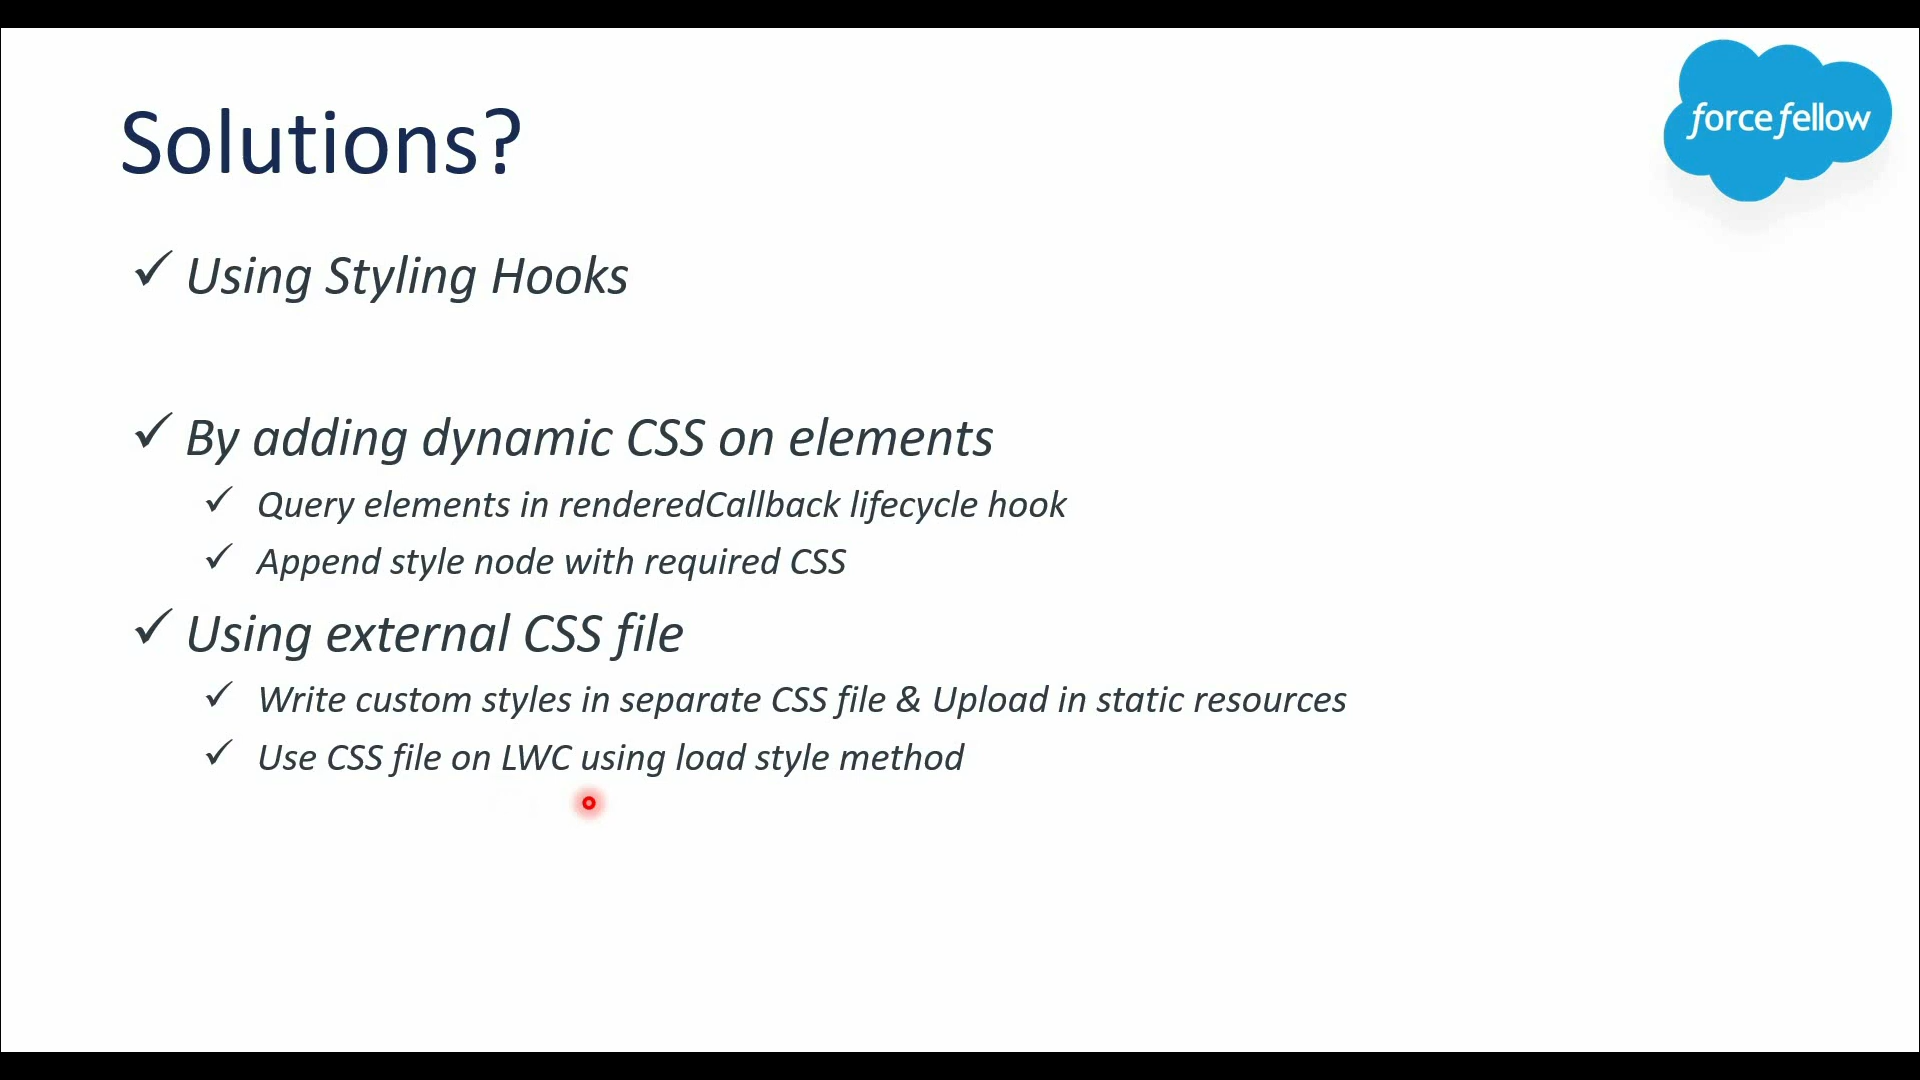 Solutions?
force fellow
Using Styling Hooks
By adding dynamic CSS on elements
Query elements in renderedCallback lifecycle hook
Append style node with required CSS
Using external CSS file
Write custom styles in separate CSS file & Upload in static resources
Use CSS file on LWC using load style method